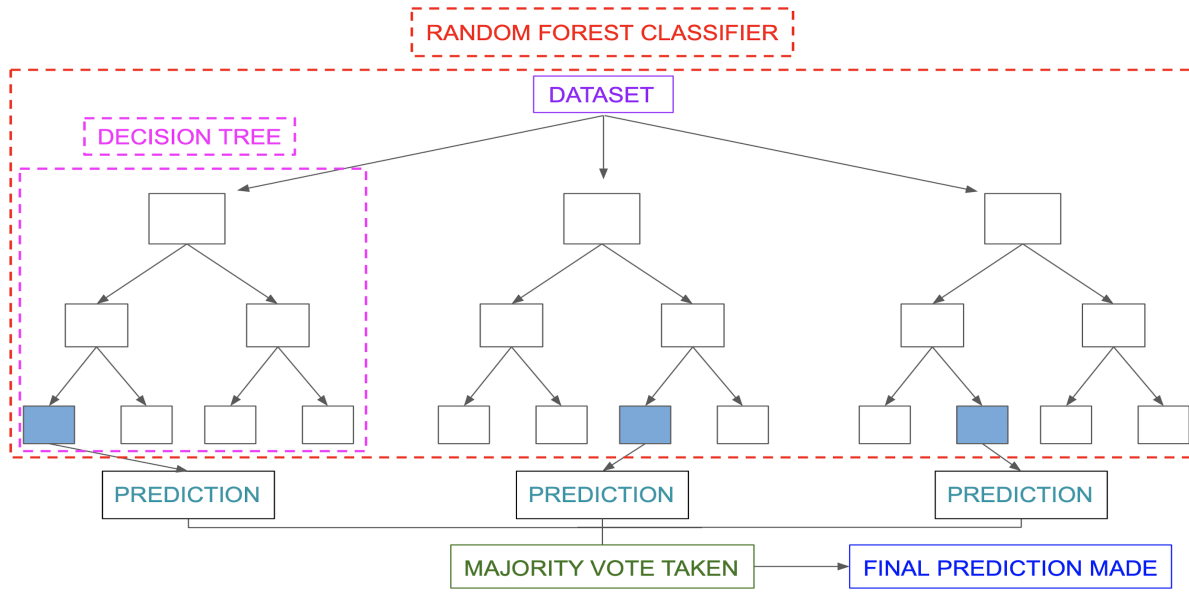 RANDOM FOREST CLASSIFIER
DATASET
DECISION TREE
PREDICTION
PREDICTION
PREDICTION
MAJORITY VOTE TAKEN
FINAL PREDICTION MADE